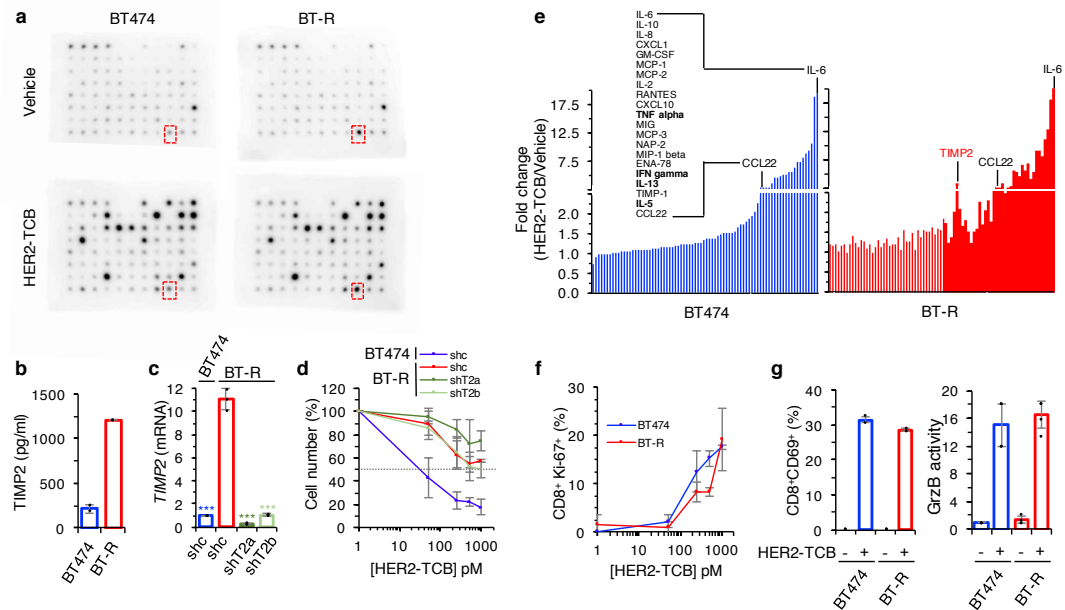 a
BT474
BT-R
Vehicle
HER2-TCB
e
IL-6
IL-10
IL-8
CXCL1
GM-CSF
MCP-1
MCP-2
IL-2
RANTES
CXCL10
TNF alpha
MIG
MCP-3
NAP-2
MIP-1 beta
ENA-78
IFN gamma
IL-13
TIMP-1
IL-5
CCL22
IL-6
CCL22
IL-6
TIMP2
CCL22
Fold change
(HER2-TCB/Vehicle)
17.5
12.5
7.5
2.0
1.5
1.0
0.5
0.0
BT474
BT-R
b
TIMP2 (pg/ml)
1500
1000
500
0
BT474
BT-R
c
BT474
BT-R
TIMP2 (mRNA)
12
10
8
6
4
2
0
***
***
***
shc
shc
shT2a
shT2b
d
BT474
shc
BT-R
shc
shT2a
shT2b
Cell number (%)
120
100
80
60
40
20
0
1
10
100
1000
[HER2-TCB] pM
f
CD8⁺ Ki-67⁺ (%)
30
20
10
0
BT474
BT-R
1
10
100
1000
[HER2-TCB] pM
g
CD8⁺CD69⁺ (%)
40
30
20
10
0
HER2-TCB
- + - +
BT474
BT-R
GrzB activity
20
16
12
8
4
0
- + - +
BT474
BT-R